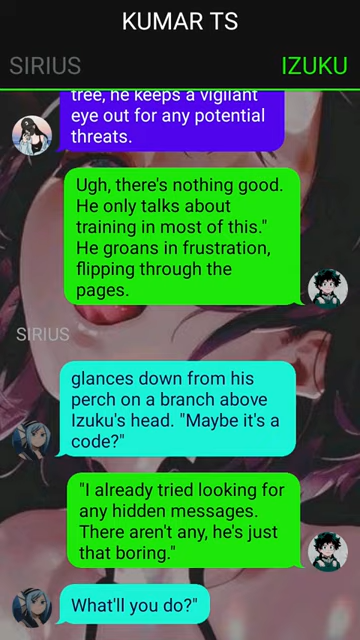 KUMAR TS
SIRIUS IZUKU
tree, he keeps a vigilant
eye out for any potential
threats.
Ugh, there's nothing good.
He only talks about
training in most of this."
He groans in frustration,
flipping through the
pages.
SIRIUS
glances down from his
perch on a branch above
Izuku's head. "Maybe it's a
code?"
"I already tried looking for
any hidden messages.
There aren't any, he's just
that boring."
What'll you do?"